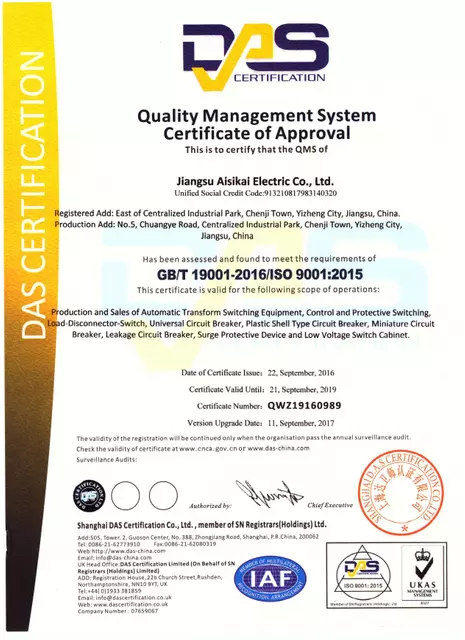 DAS
CERTIFICATION
DAS CERTIFICATION
Quality Management System
Certificate of Approval
This is to certify that the QMS of
Jiangsu Aisikai Electric Co., Ltd.
Unified Social Credit Code:913210817983140320
Registered Add: East of Centralized Industrial Park, Chenji Town, Yizheng City, Jiangsu, China.
Production Add: No.5, Chuangye Road, Centralized Industrial Park, Chenji Town, Yizheng City,
Jiangsu, China
Has been assessed and found to meet the requirements of
GB/T 19001-2016/ISO 9001:2015
This certificate is valid for the following scope of operations:
Production and Sales of Automatic Transform Switching Equipment, Control and Protective Switching,
Load-Disconnector-Switch, Universal Circuit Breaker, Plastic Shell Type Circuit Breaker, Miniature Circuit
Breaker, Leakage Circuit Breaker, Surge Protective Device and Low Voltage Switch Cabinet.
Date of Certificate Issue: 22, September, 2016
Certificate Valid Until: 21, September, 2019
Certificate Number: QWZ19160989
Version Upgrade Date: 11, September, 2017
The validity of the registration will be continued only when the organisation pass the annual surveillance audit.
Check the validity of certificate at www.cnca.gov.cn or www.das-china.com
Surveillance Audits:
DAS
Authorized by:
Chief Executive
SHANGHAI DAS CERTIFICATION CO.,LTD
Shanghai DAS Certification Co., Ltd., member of SN Registrars(Holdings) Ltd.
Add:505, Tower.2, Guoson Center, No. 388, Zhongjiang Road, Shanghai, P.R.China, 200062
Tel: 0086-21-62773910 Fax:0086-21-62080319
Web: http://www.das-china.com
Email: info@das-china.com
UK Head Office:DAS Certification Limited (On Behalf of SN
Registrars (Holdings) Limited)
ADD: Registration House,22b Church Street,Rushden,
Northamptonshire, NN10 9YT, UK
Tel:+44(0)1933 381859
Email: info@dascertification.co.uk
Web: www.dascertification.co.uk
Company Number : 07659067
MEMBER OF MULTILATERAL
IAF
RECOGNITION ARRANGEMENT
DAS
CERTIFICATION
ISO 9001: 2015
Member of SN Registrars (Holdings) Ltd
UKAS
MANAGEMENT
SYSTEMS